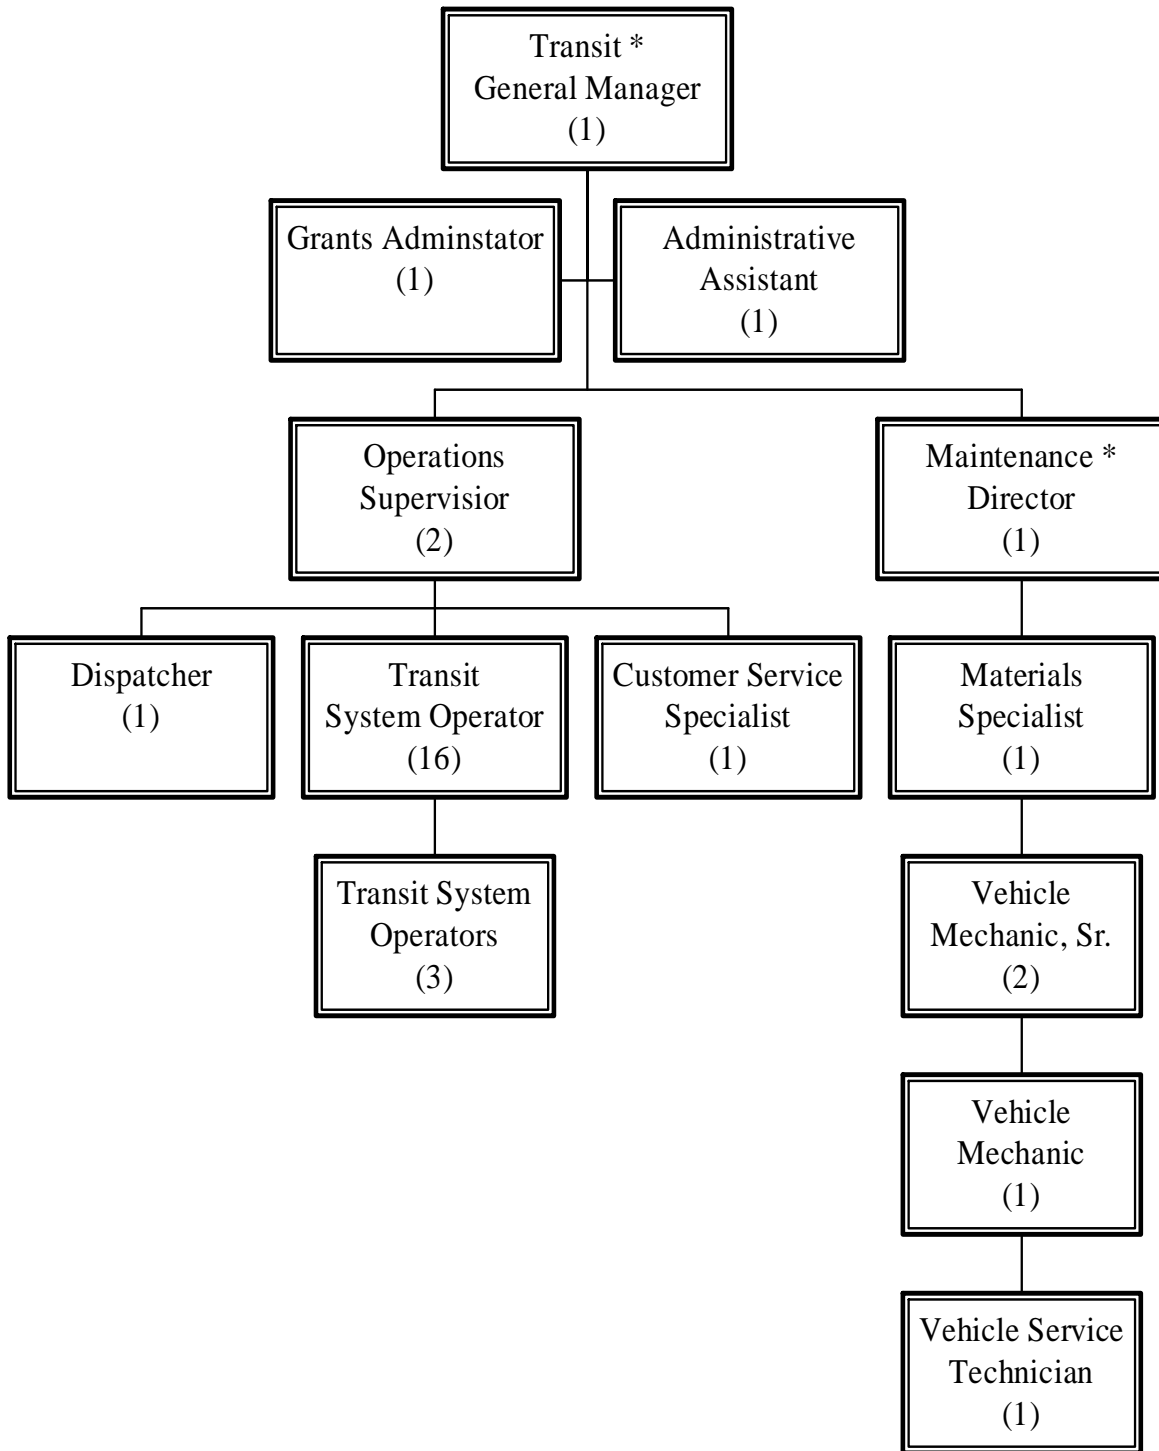 Transit *
General Manager
(1)
Grants Adminstator
(1)
Administrative
Assistant
(1)
Operations
Supervisior
(2)
Maintenance *
Director
(1)
Dispatcher
(1)
Transit
System Operator
(16)
Customer Service
Specialist
(1)
Materials
Specialist
(1)
Transit System
Operators
(3)
Vehicle
Mechanic, Sr.
(2)
Vehicle
Mechanic
(1)
Vehicle Service
Technician
(1)